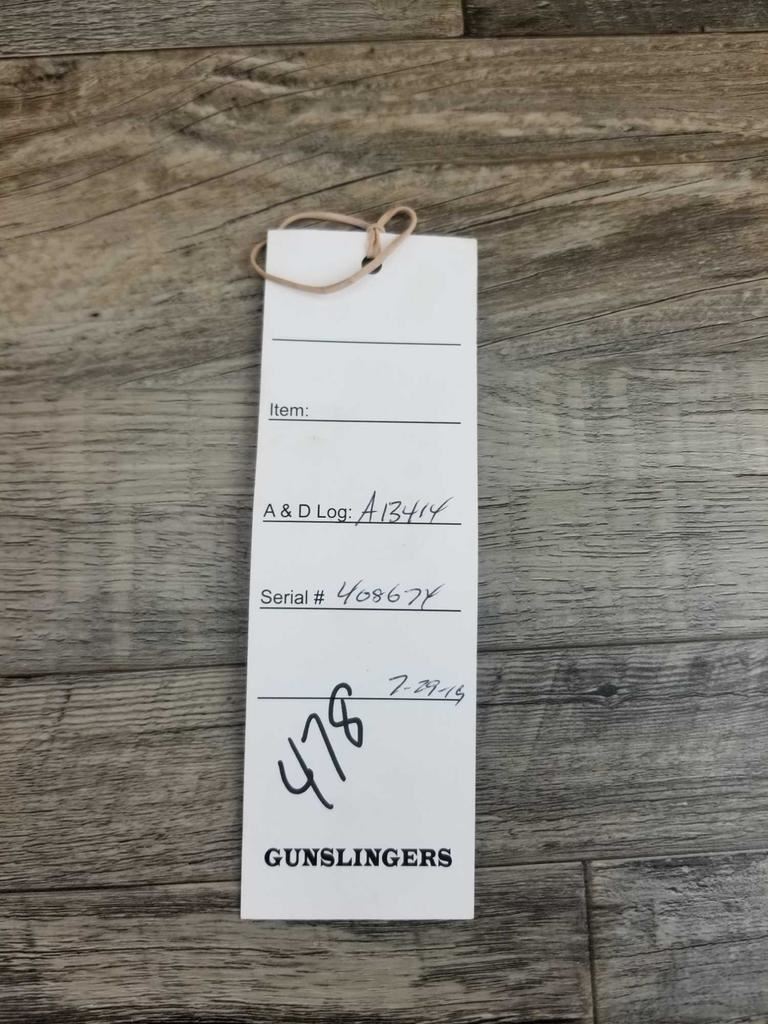 Item:
A & D Log: A13414
Serial # 408674
7-29-19
478
GUNSLINGERS